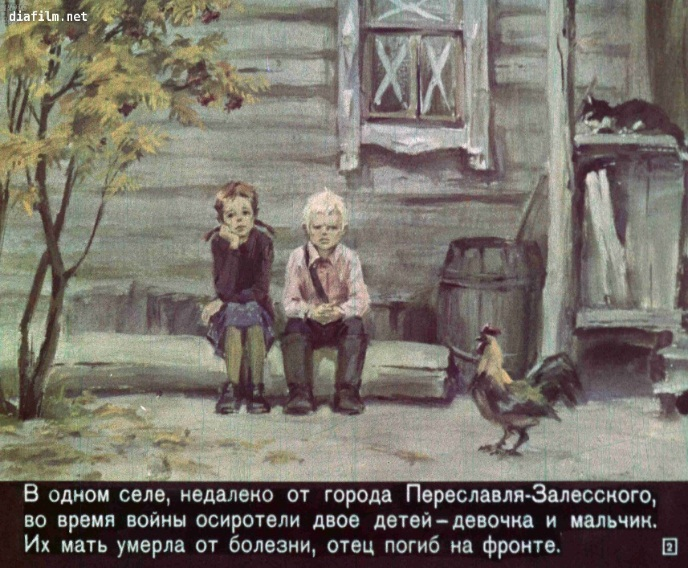 diafilm.net
В одном селе, недалеко от города Переславля-Залесского,
во время войны осиротели двое детей – девочка и мальчик.
Их мать умерла от болезни, отец погиб на фронте.
2